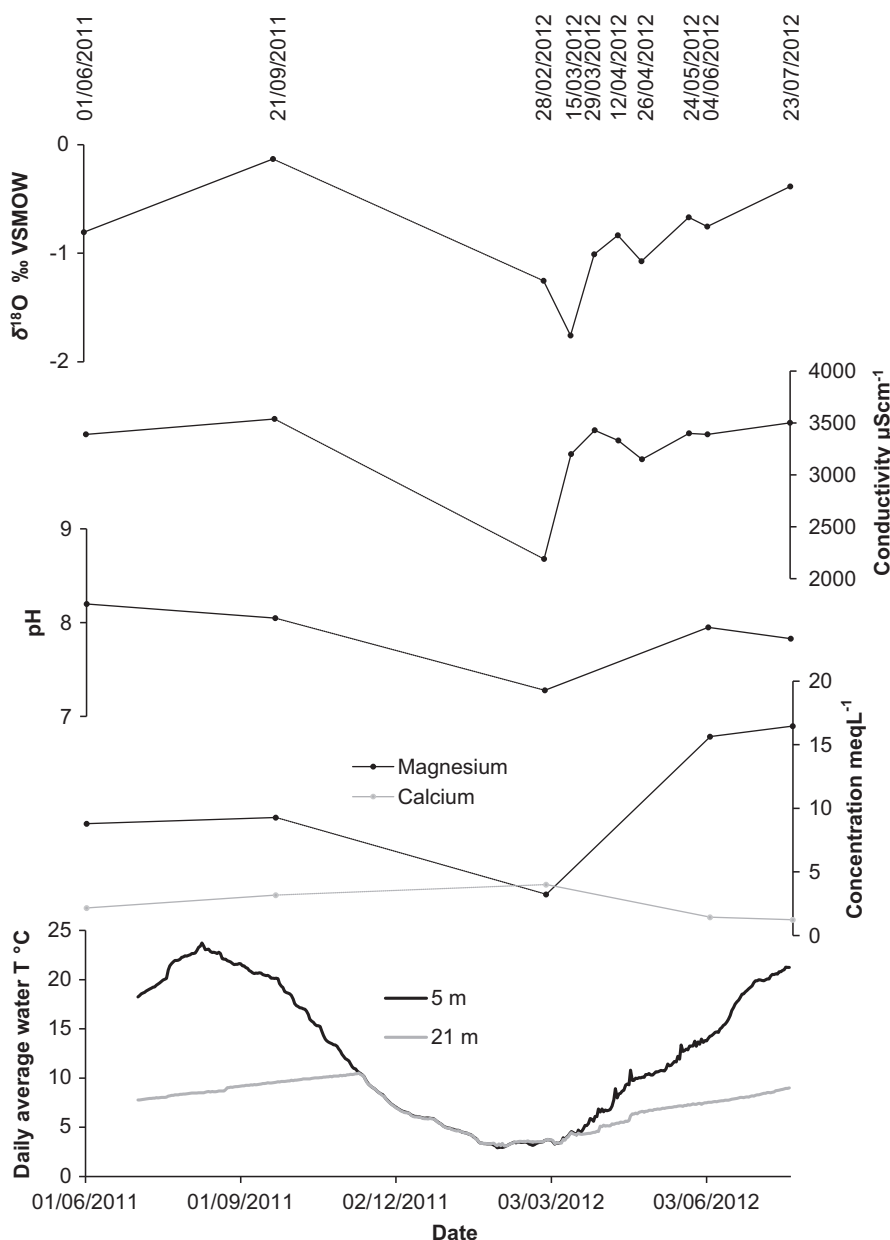 01/06/2011
21/09/2011
28/02/2012
15/03/2012
29/03/2012
12/04/2012
26/04/2012
24/05/2012
04/06/2012
23/07/2012
0
-1
-2
δ¹⁸O ‰ VSMOW
4000
3500
3000
2500
2000
Conductivity µScm⁻¹
9
8
7
pH
20
15
10
5
0
Concentration meqL⁻¹
Magnesium
Calcium
25
20
15
10
5
0
Daily average water T °C
5 m
21 m
01/06/2011 01/09/2011 02/12/2011 03/03/2012 03/06/2012
Date